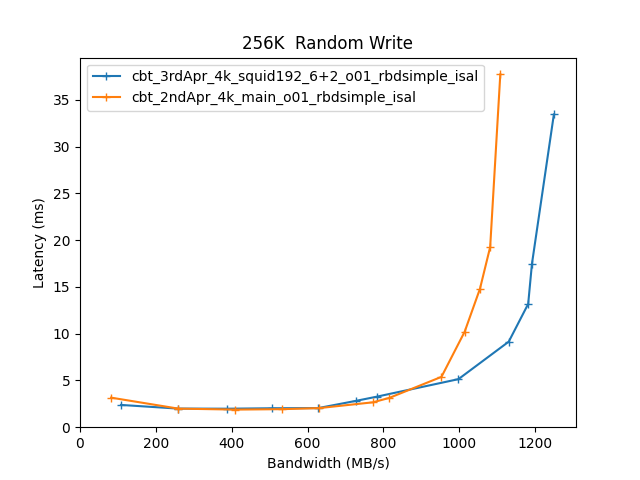 256K  Random Write
cbt_3rdApr_4k_squid192_6+2_o01_rbdsimple_isal
cbt_2ndApr_4k_main_o01_rbdsimple_isal
Latency (ms)
35
30
25
20
15
10
5
0
0 200 400 600 800 1000 1200
Bandwidth (MB/s)